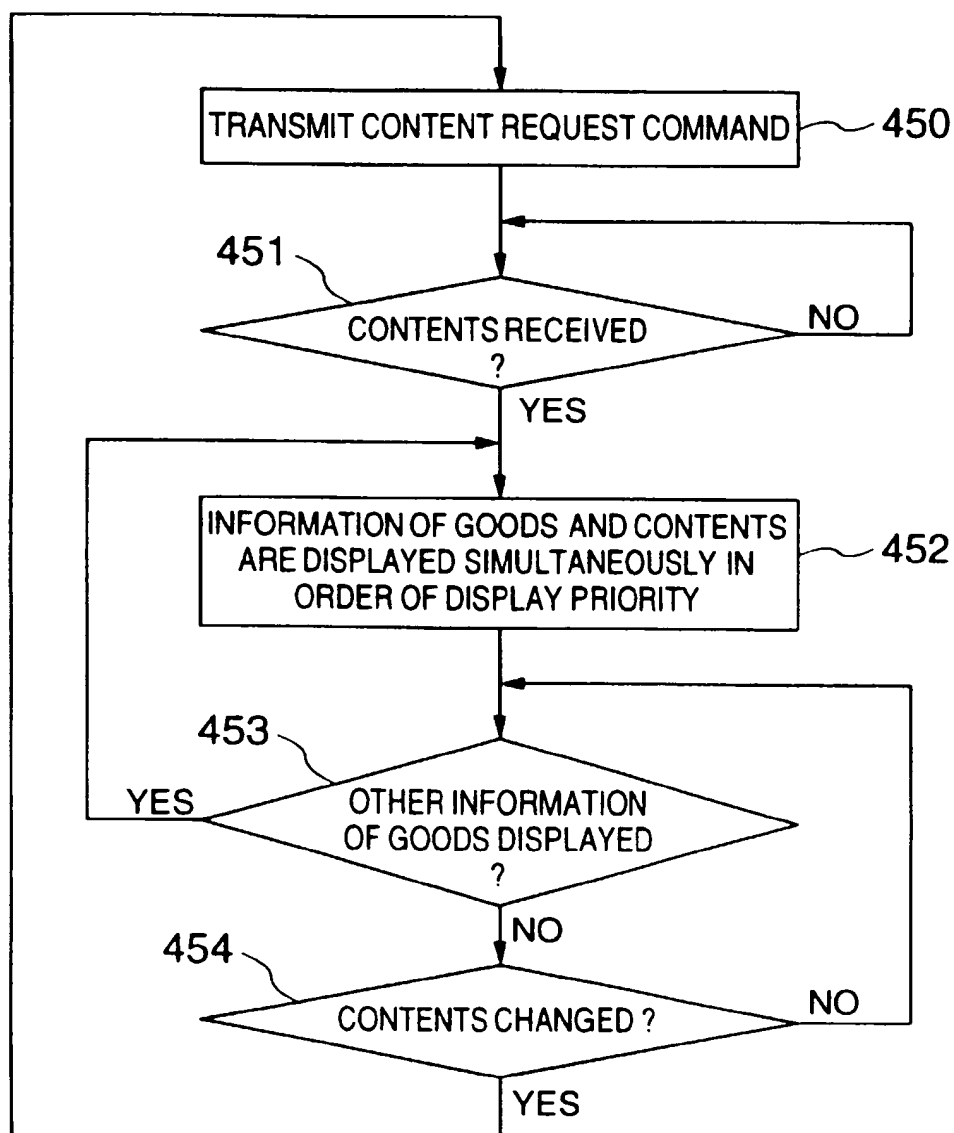 TRANSMIT CONTENT REQUEST COMMAND
450
451
CONTENTS RECEIVED
?
NO
YES
INFORMATION OF GOODS AND CONTENTS
ARE DISPLAYED SIMULTANEOUSLY IN
ORDER OF DISPLAY PRIORITY
452
453
YES
OTHER INFORMATION
OF GOODS DISPLAYED
?
NO
454
CONTENTS CHANGED ?
NO
YES